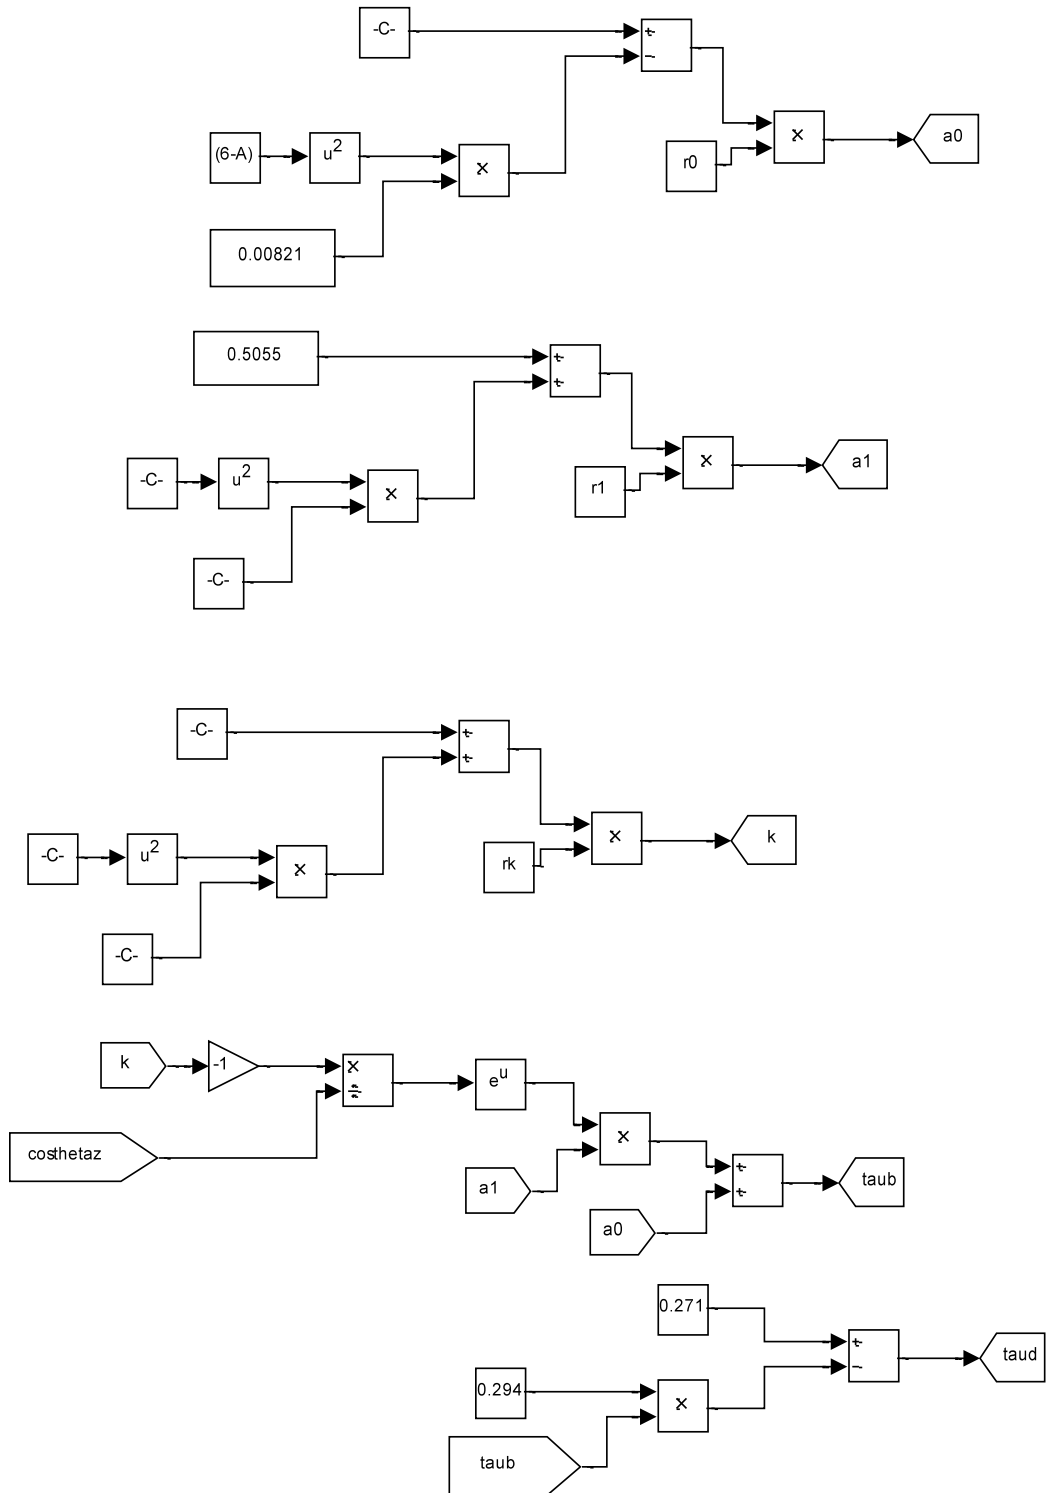 -C-
+
-
(6-A)
u2
x
r0
x
a0
0.00821
0.5055
+
+
-C-
u2
x
r1
x
a1
-C-
-C-
+
+
-C-
u2
x
rk
x
k
-C-
k
-1
x
÷
eu
costhetaz
x
a1
+
+
taub
a0
0.271
+
-
taud
0.294
x
taub